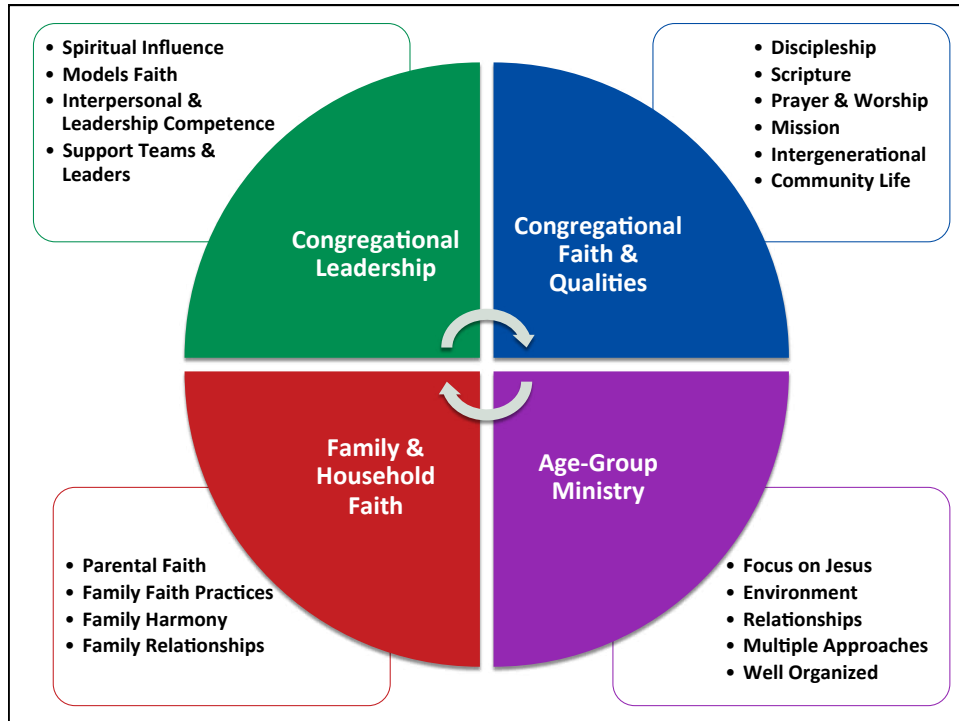 • Spiritual Influence
• Models Faith
• Interpersonal &
Leadership Competence
• Support Teams &
Leaders
• Discipleship
• Scripture
• Prayer & Worship
• Mission
• Intergenerational
• Community Life
Congregational
Leadership
Congregational
Faith &
Qualities
Family &
Household
Faith
Age-Group
Ministry
• Parental Faith
• Family Faith Practices
• Family Harmony
• Family Relationships
• Focus on Jesus
• Environment
• Relationships
• Multiple Approaches
• Well Organized